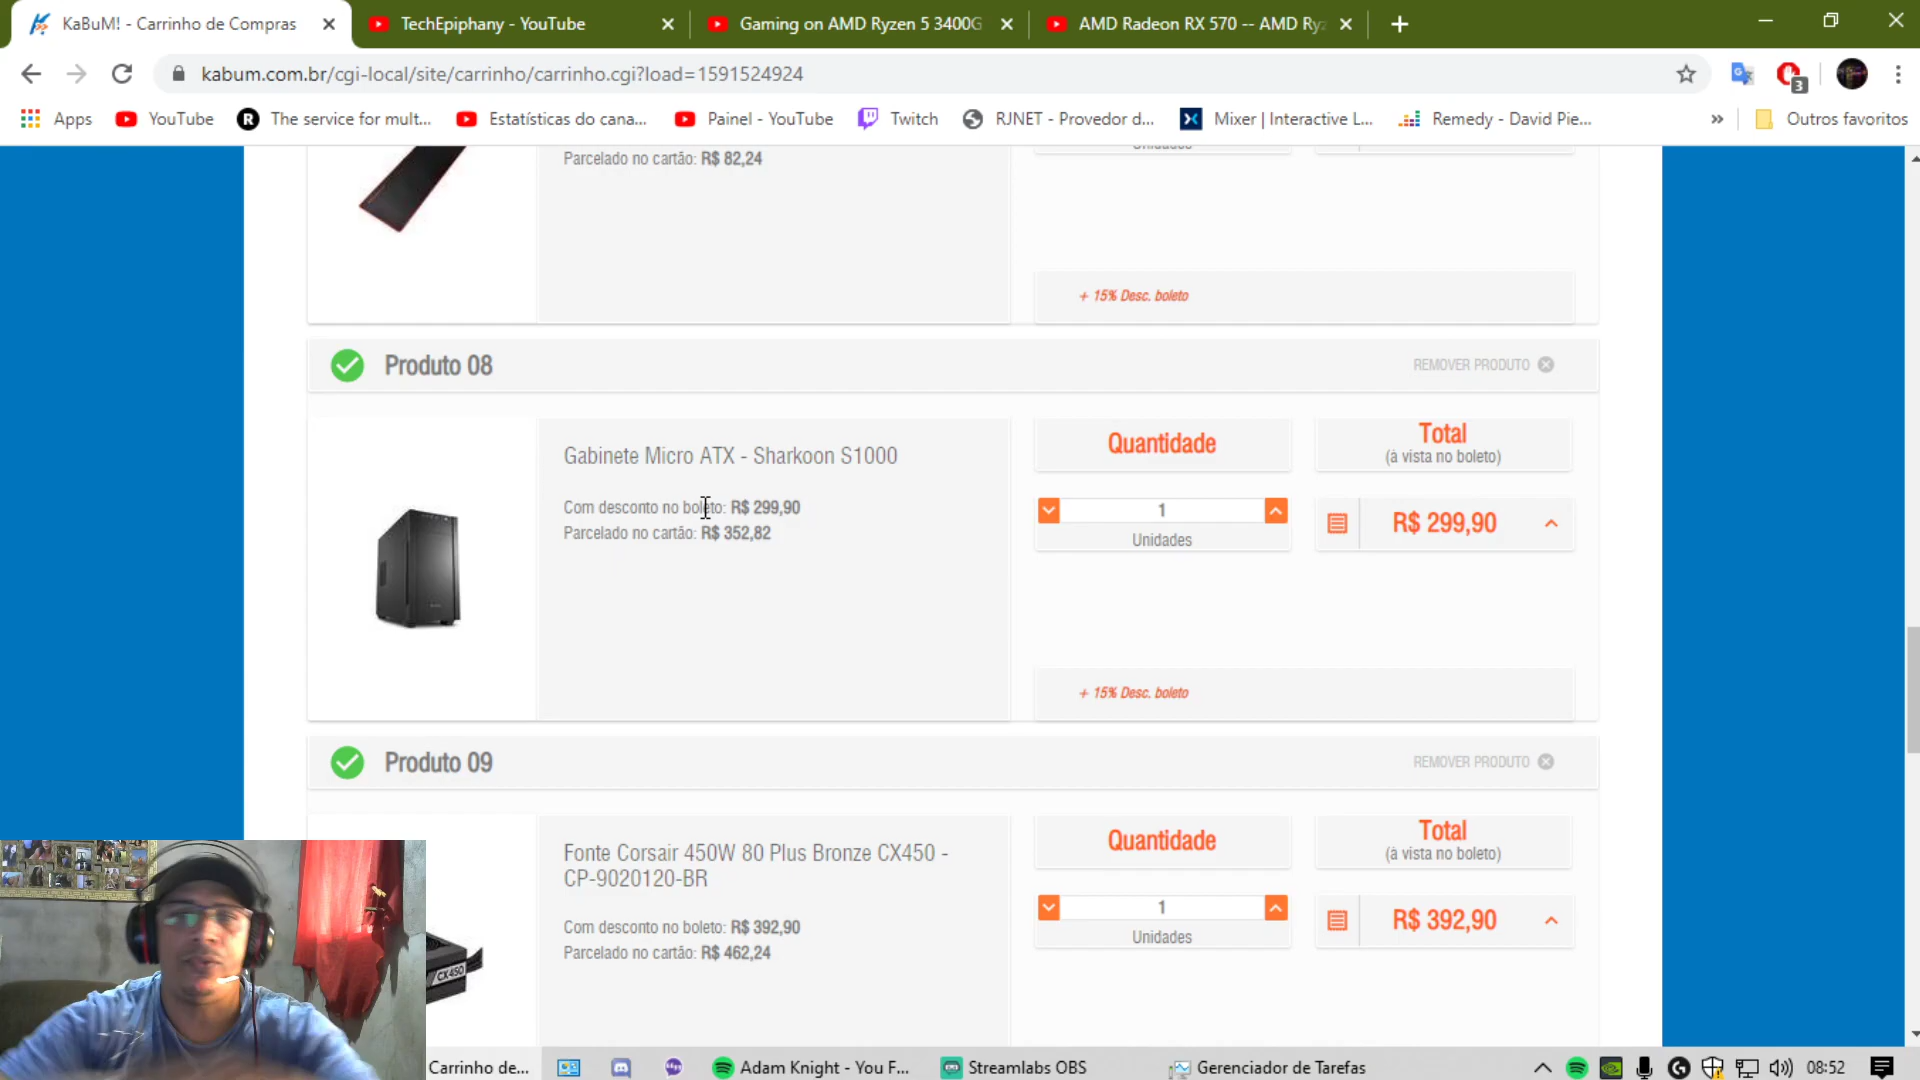 KaBuM! - Carrinho de Compras
TechEpiphany - YouTube
Gaming on AMD Ryzen 5 3400G
AMD Radeon RX 570 -- AMD Ryz
kabum.com.br/cgi-local/site/carrinho/carrinho.cgi?load=1591524924
3
Apps
YouTube
The service for mult...
Estatísticas do cana...
Painel - YouTube
Twitch
RJNET - Provedor d...
Mixer | Interactive L...
Remedy - David Pie...
»
Outros favoritos
Parcelado no cartão: R$ 82,24
Unidades
+ 15% Desc. boleto
Produto 08
REMOVER PRODUTO
Gabinete Micro ATX - Sharkoon S1000
Com desconto no boleto: R$ 299,90
Parcelado no cartão: R$ 352,82
Quantidade
1
Unidades
Total
(à vista no boleto)
R$ 299,90
+ 15% Desc. boleto
Produto 09
REMOVER PRODUTO
Fonte Corsair 450W 80 Plus Bronze CX450 -
CP-9020120-BR
Com desconto no boleto: R$ 392,90
Parcelado no cartão: R$ 462,24
Quantidade
1
Unidades
Total
(à vista no boleto)
R$ 392,90
CX450
Carrinho de...
Adam Knight - You F...
Streamlabs OBS
Gerenciador de Tarefas
08:52